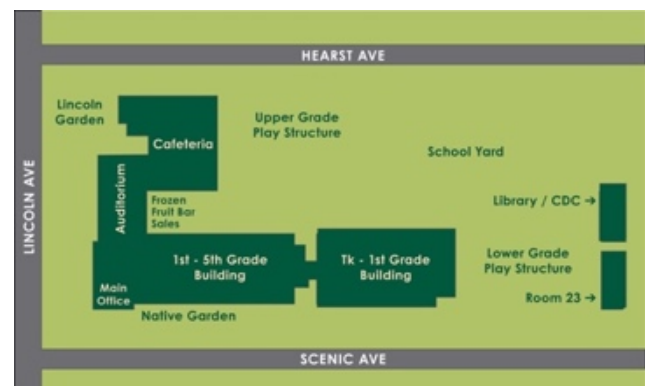 HEARST AVE
LINCOLN AVE
Lincoln
Garden
Cafeteria
Upper Grade
Play Structure
School Yard
Auditorium
Frozen
Fruit Bar
Sales
Library / CDC →
1st - 5th Grade
Building
Tk - 1st Grade
Building
Lower Grade
Play Structure
Main
Office
Room 23 →
Native Garden
SCENIC AVE